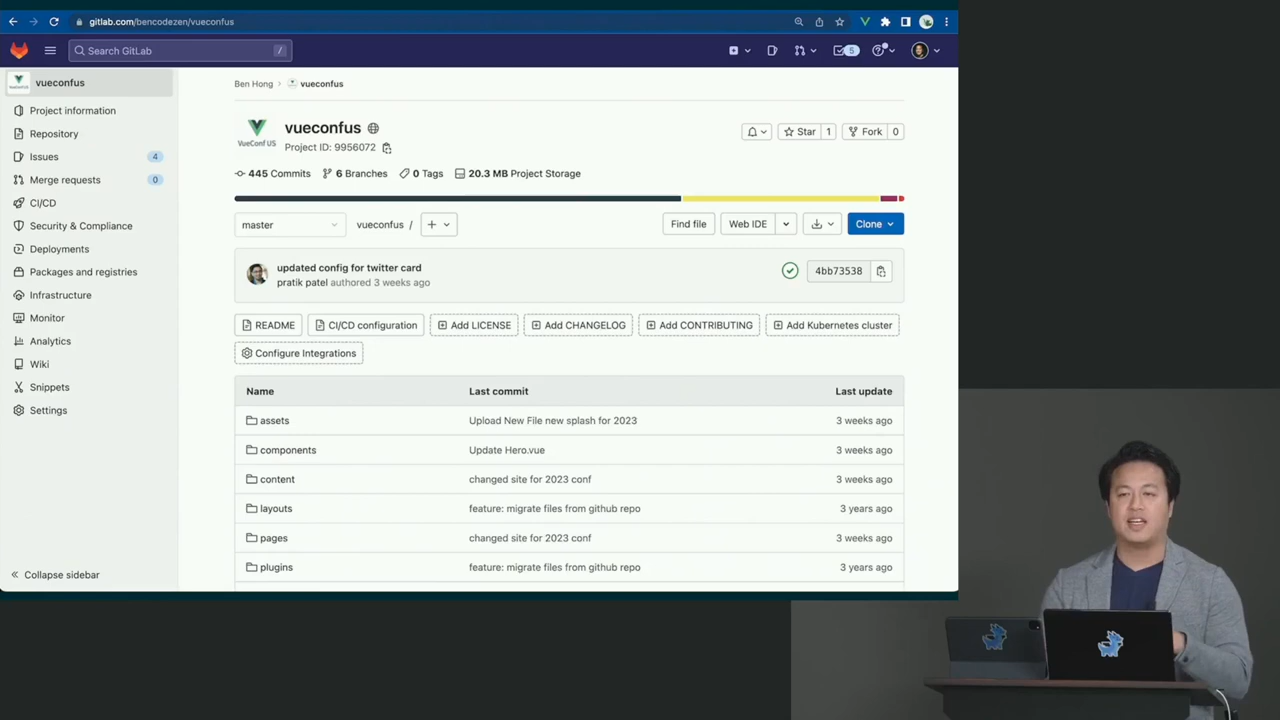 gitlab.com/bencodezen/vueconfus
Search GitLab /
5
vueconfus
Project information
Repository
Issues 4
Merge requests 0
CI/CD
Security & Compliance
Deployments
Packages and registries
Infrastructure
Monitor
Analytics
Wiki
Snippets
Settings
Collapse sidebar
Ben Hong > vueconfus
VueConf US
vueconfus
Project ID: 9956072
Star 1
Fork 0
445 Commits 6 Branches 0 Tags 20.3 MB Project Storage
master vueconfus / + Find file Web IDE Clone
updated config for twitter card
pratik patel authored 3 weeks ago
4bb73538
README CI/CD configuration Add LICENSE Add CHANGELOG Add CONTRIBUTING Add Kubernetes cluster
Configure Integrations
Name Last commit Last update
assets Upload New File new splash for 2023 3 weeks ago
components Update Hero.vue 3 weeks ago
content changed site for 2023 conf 3 weeks ago
layouts feature: migrate files from github repo 3 years ago
pages changed site for 2023 conf 3 weeks ago
plugins feature: migrate files from github repo 3 years ago